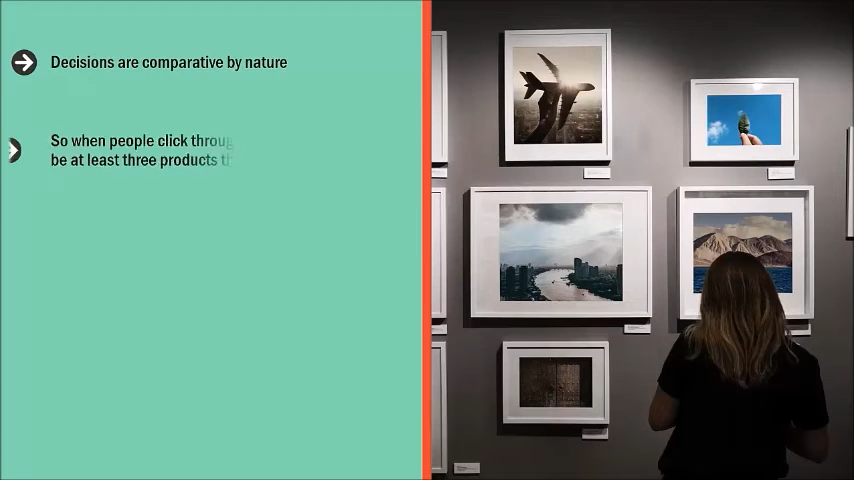 Decisions are comparative by nature
So when people click
be at least three products